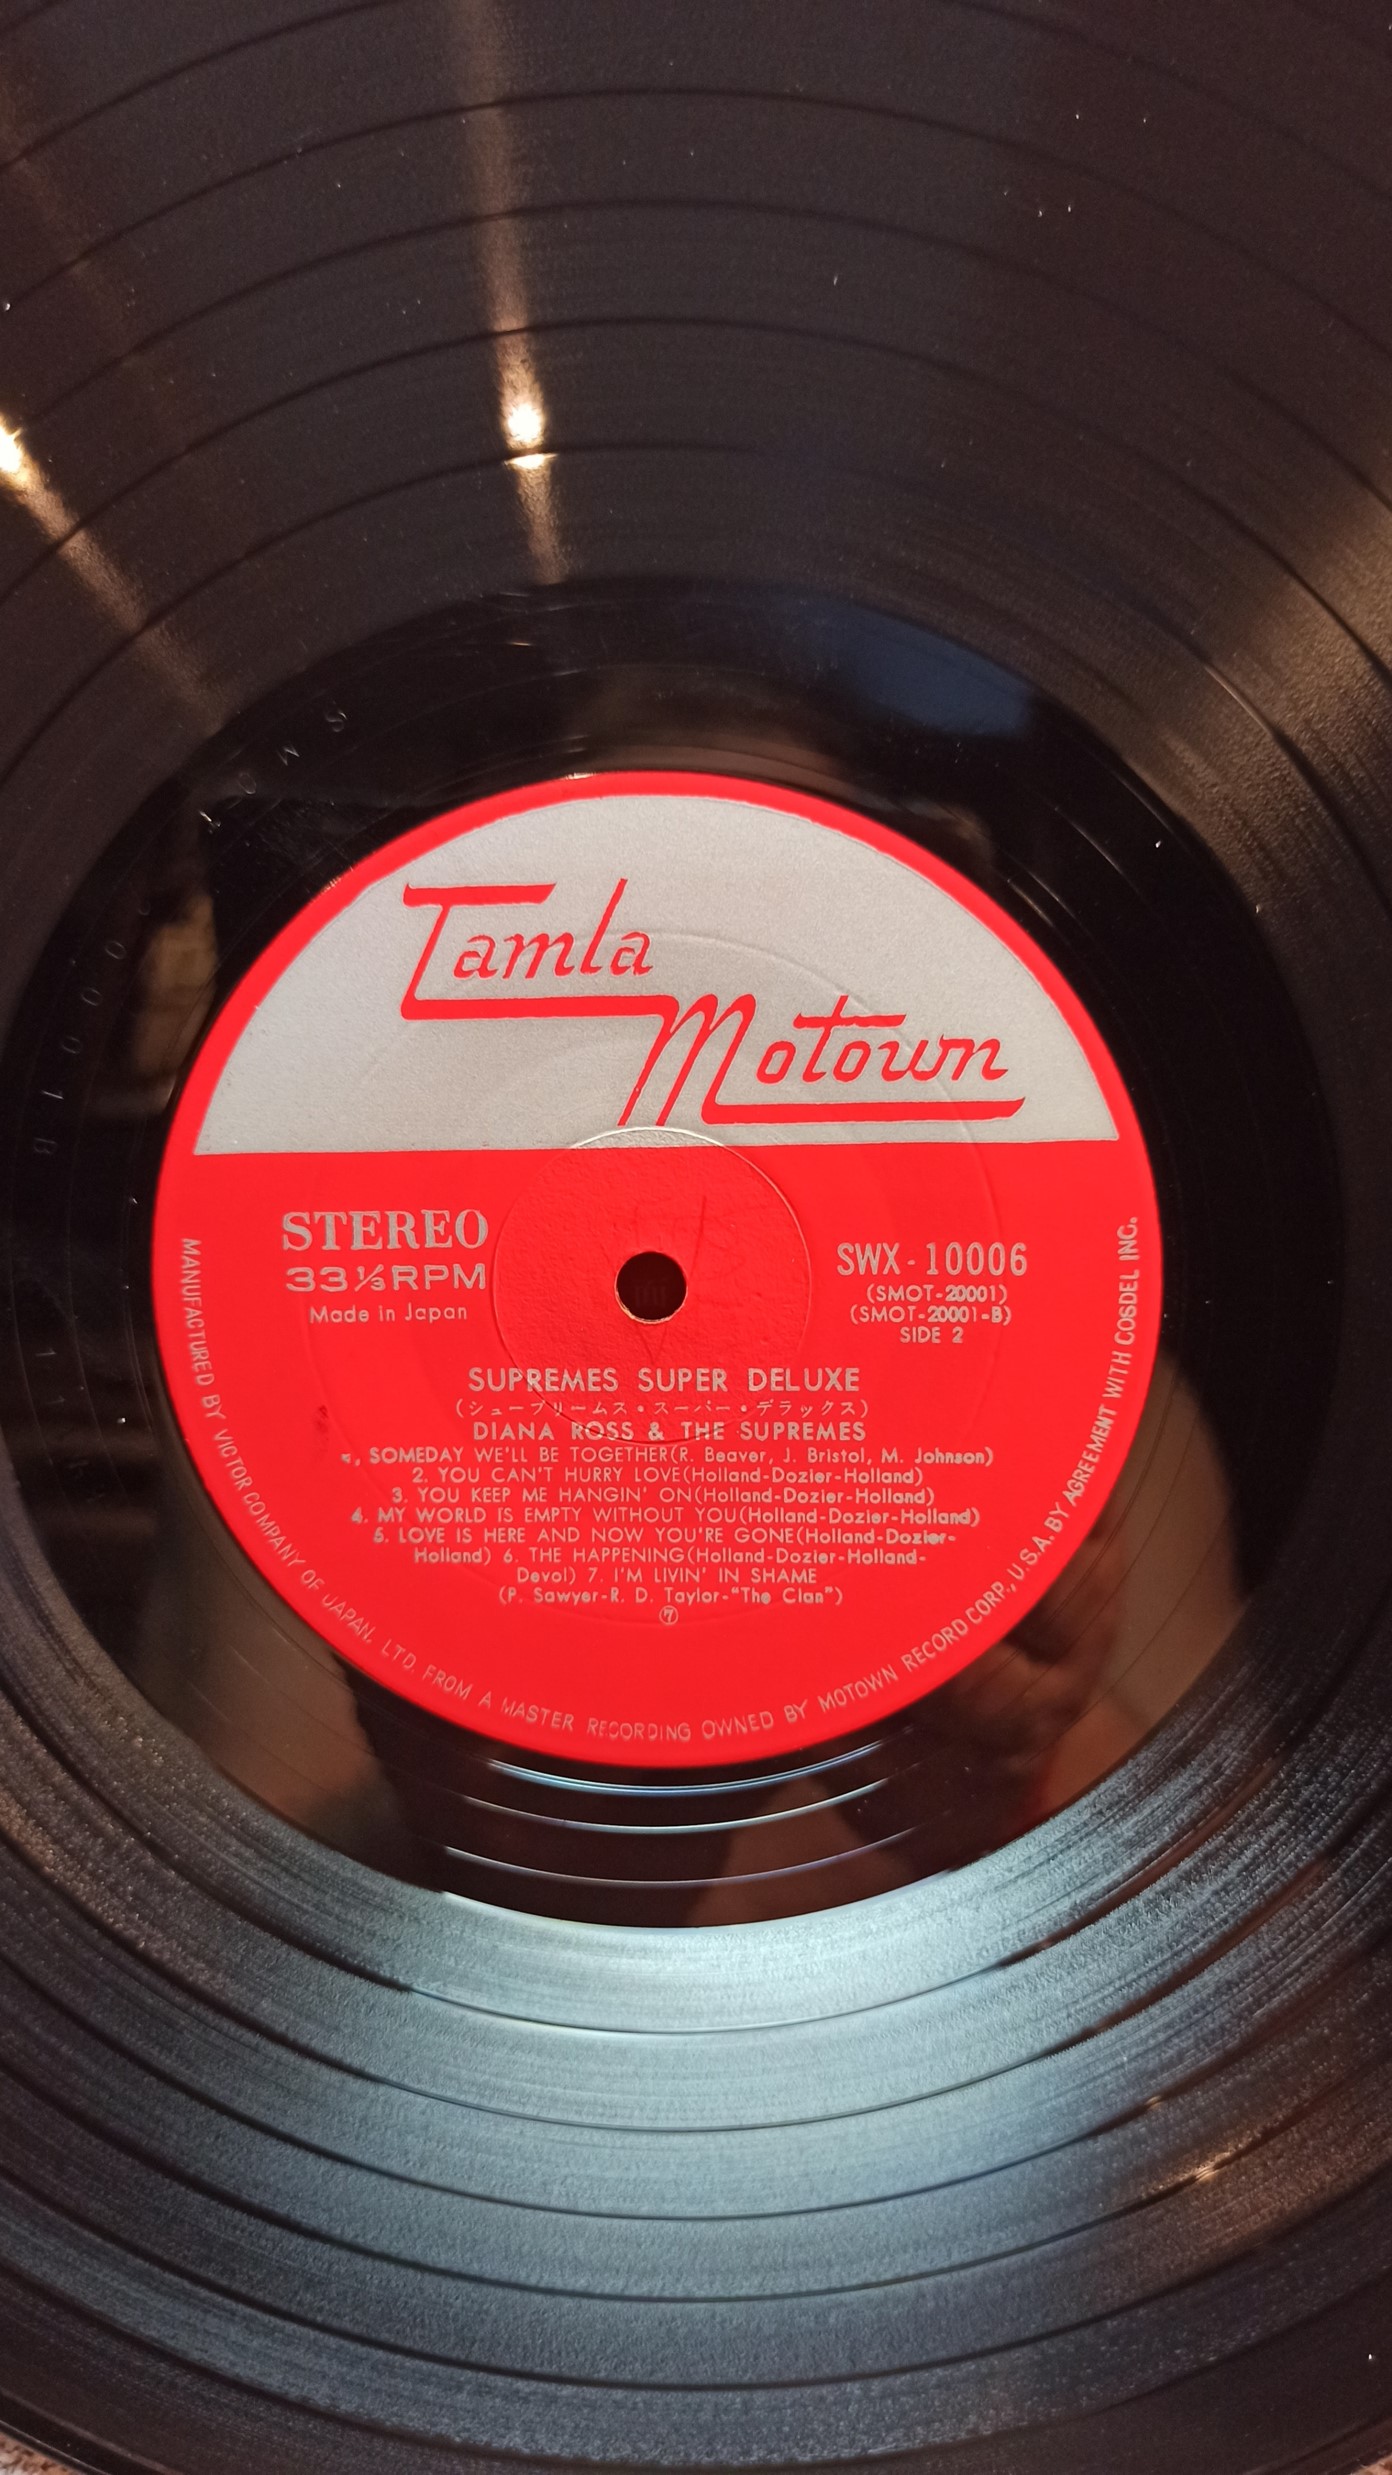 Tamla
Motown
STEREO
33⅓RPM
Made in Japan
SWX-10006
(SMOT-20001)
(SMOT-20001-B)
SIDE 2
SUPREMES SUPER DELUXE
(シュープリームス・スーパー・デラックス)
DIANA ROSS & THE SUPREMES
SOMEDAY WE'LL BE TOGETHER(R. Beaver, J. Bristol, M. Johnson)
2. YOU CAN'T HURRY LOVE(Holland-Dozier-Holland)
3. YOU KEEP ME HANGIN' ON(Holland-Dozier-Holland)
4. MY WORLD IS EMPTY WITHOUT YOU(Holland-Dozier-Holland)
5. LOVE IS HERE AND NOW YOU'RE GONE(Holland-Dozier-
Holland) 6. THE HAPPENING(Holland-Dozier-Holland-
Devol) 7. I'M LIVIN' IN SHAME
(P. Sawyer-R. D. Taylor-"The Clan")
⑦
MANUFACTURED BY VICTOR COMPANY OF JAPAN, LTD. FROM A MASTER RECORDING OWNED BY MOTOWN RECORD CORP., U.S.A. BY AGREEMENT WITH COSDEL INC.